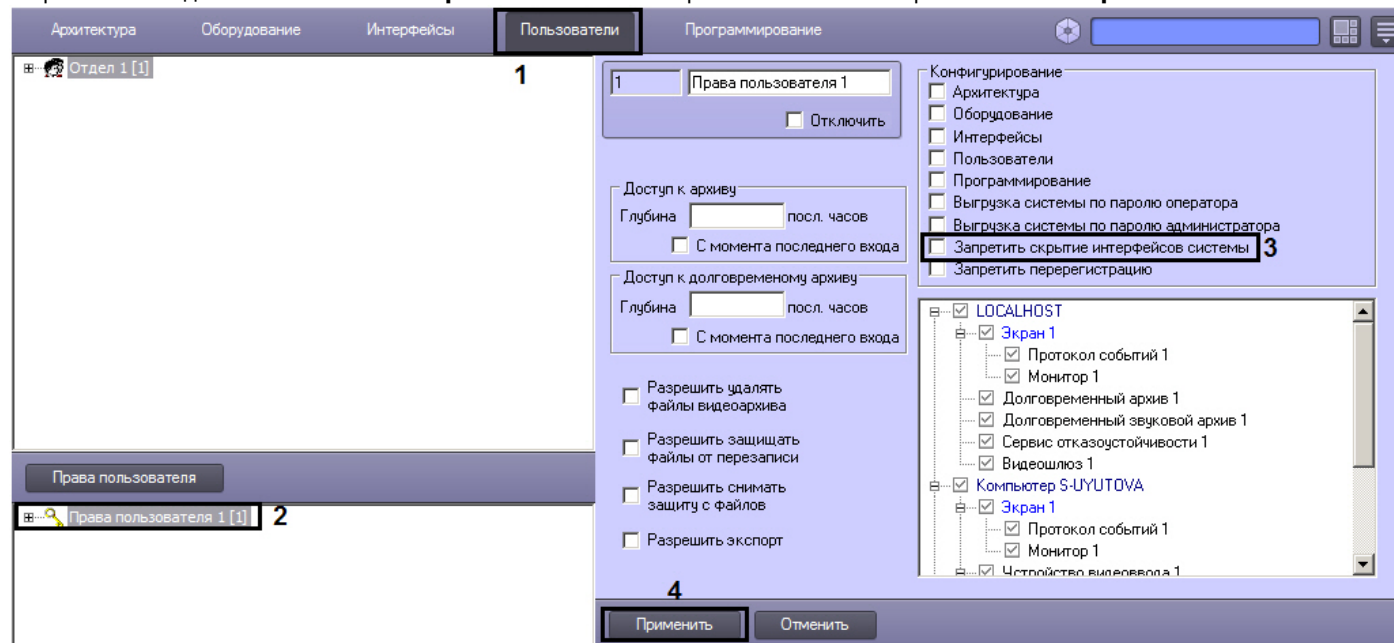 Архитектура Оборудование Интерфейсы Пользователи Программирование
Отдел 1 [1]
1
1 Права пользователя 1
Отключить
Доступ к архиву
Глубина посл. часов
С момента последнего входа
Доступ к долговременому архиву
Глубина посл. часов
С момента последнего входа
Разрешить удалять
файлы видеоархива
Разрешить защищать
файлы от перезаписи
Разрешить снимать
защиту с файлов
Разрешить экспорт
Конфигурирование
Архитектура
Оборудование
Интерфейсы
Пользователи
Программирование
Выгрузка системы по паролю оператора
Выгрузка системы по паролю администратора
Запретить скрытие интерфейсов системы 3
Запретить перерегистрацию
LOCALHOST
Экран 1
Протокол событий 1
Монитор 1
Долговременный архив 1
Долговременный звуковой архив 1
Сервис отказоустойчивости 1
Видеошлюз 1
Компьютер S-UYUTOVA
Экран 1
Протокол событий 1
Монитор 1
Устройство видеоввода 1
Права пользователя
Права пользователя 1 [1] 2
4
Применить Отменить